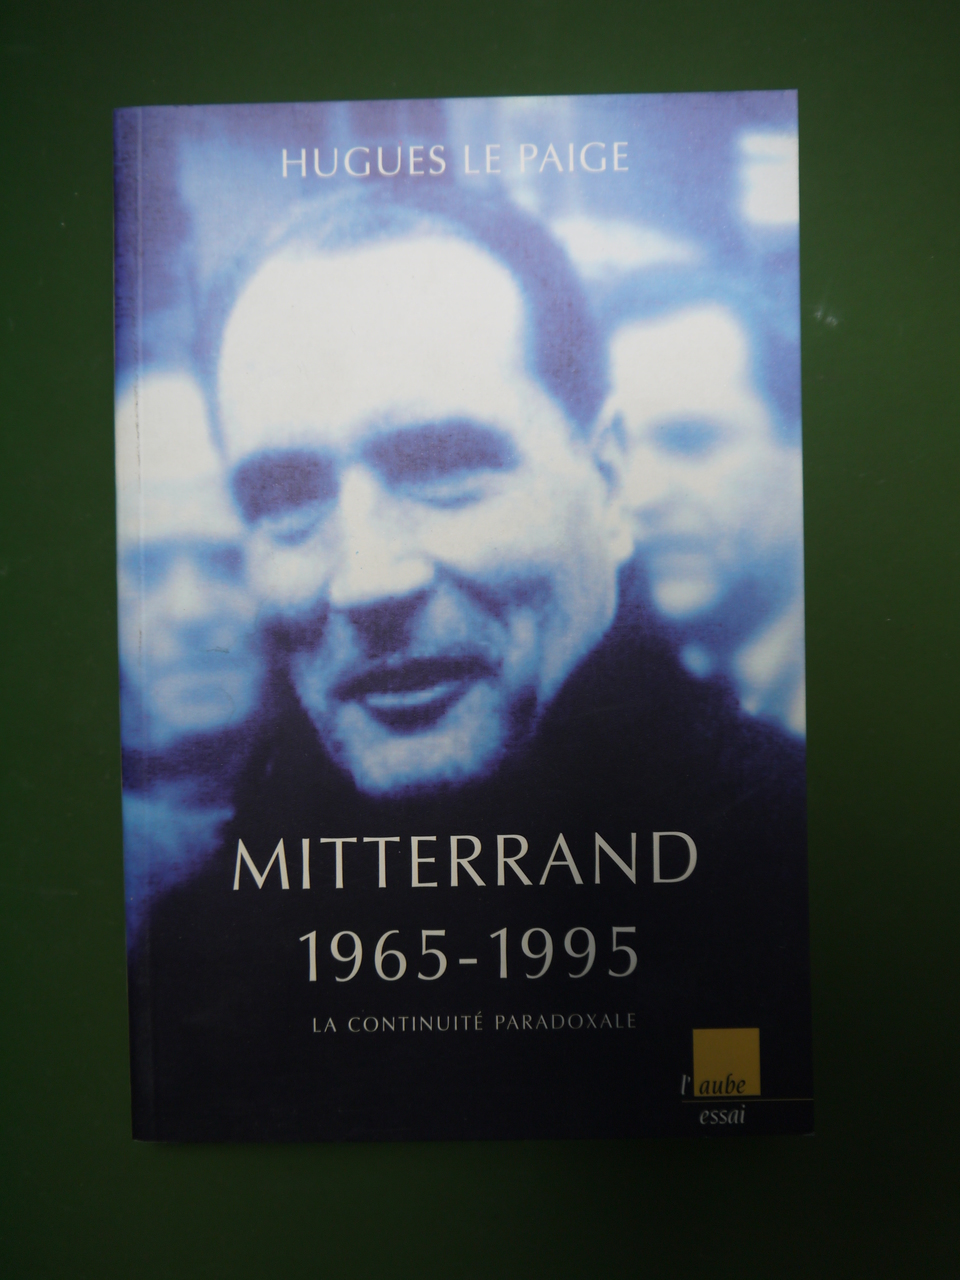 HUGUES LE PAIGE
MITTERRAND
1965-1995
LA CONTINUITÉ PARADOXALE
l'aube
essai